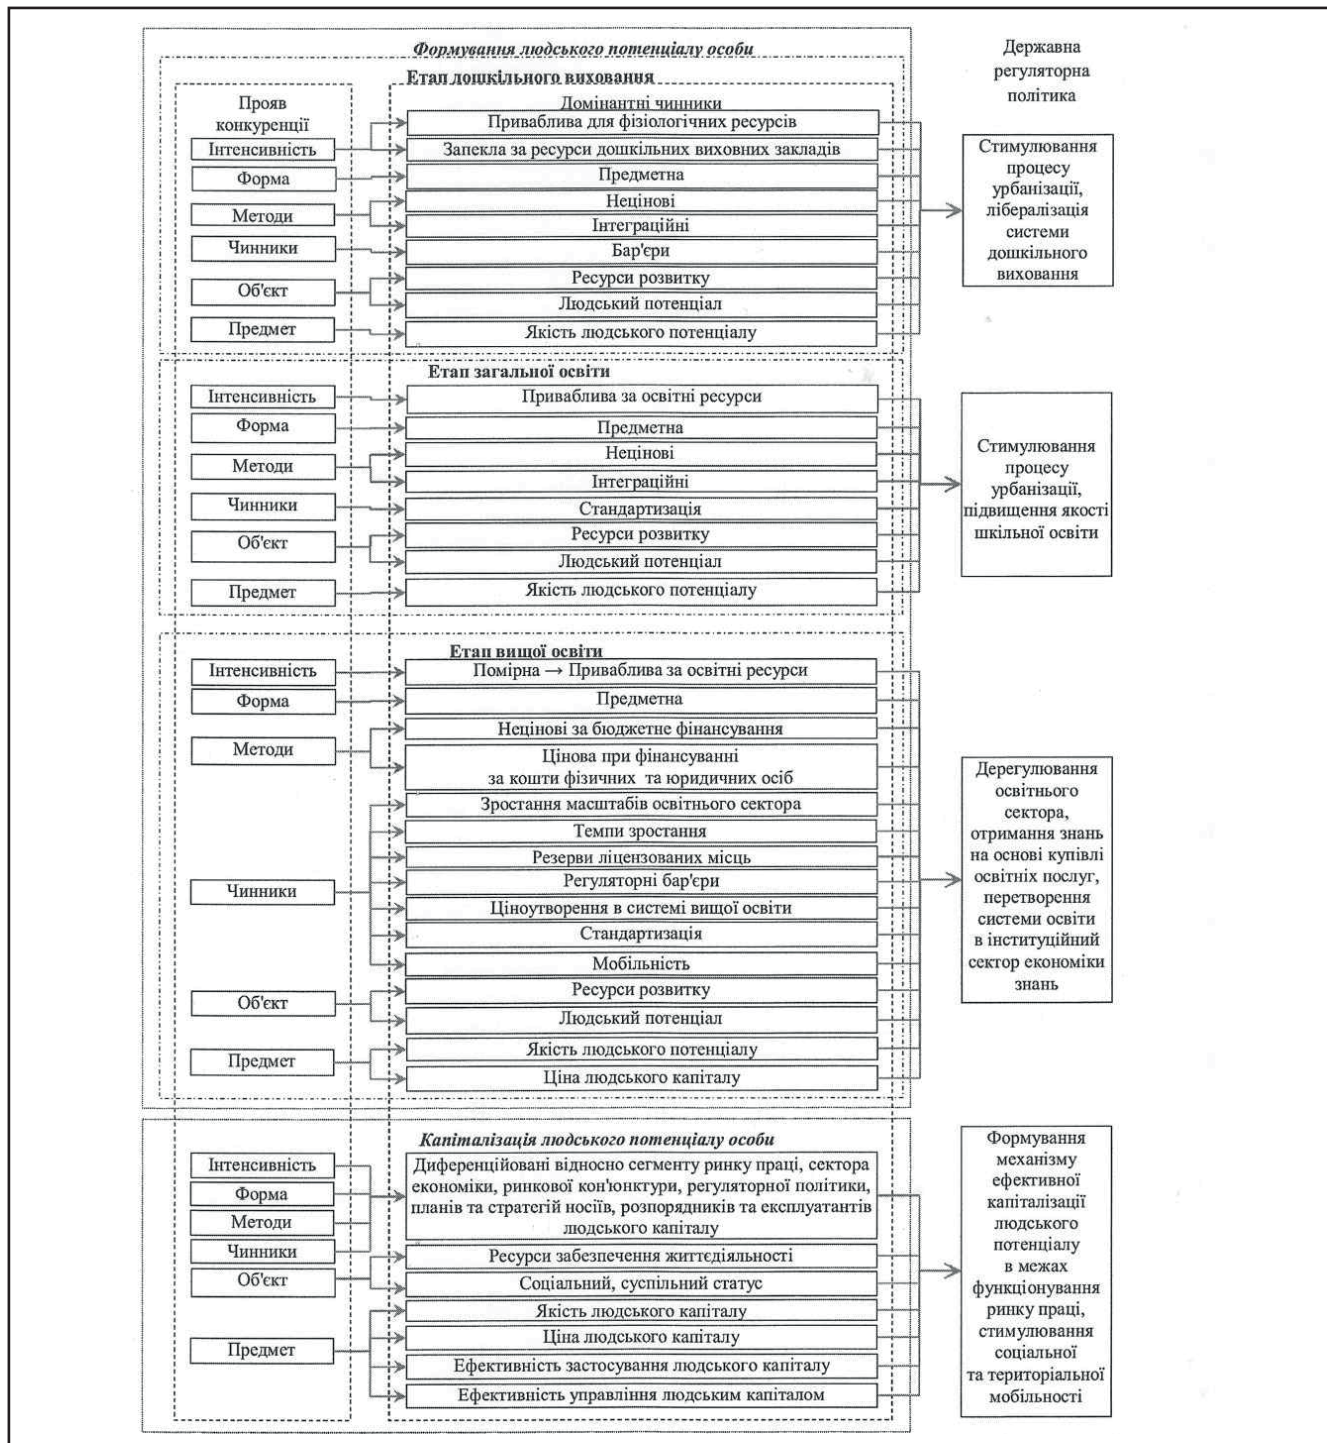 Формування людського потенціалу особи
Державна
регуляторна
політика
Етап дошкільного виховання
Прояв
конкуренції
Домінантні чинники
Інтенсивність
Приваблива для фізіологічних ресурсів
Запекла за ресурси дошкільних виховних закладів
Форма
Предметна
Методи
Нецінові
Інтеграційні
Чинники
Бар'єри
Об'єкт
Ресурси розвитку
Людський потенціал
Предмет
Якість людського потенціалу
Стимулювання
процесу
урбанізації,
лібералізація
системи
дошкільного
виховання
Етап загальної освіти
Інтенсивність
Приваблива за освітні ресурси
Форма
Предметна
Методи
Нецінові
Інтеграційні
Чинники
Стандартизація
Об'єкт
Ресурси розвитку
Людський потенціал
Предмет
Якість людського потенціалу
Стимулювання
процесу
урбанізації,
підвищення якості
шкільної освіти
Етап вищої освіти
Інтенсивність
Помірна → Приваблива за освітні ресурси
Форма
Предметна
Методи
Нецінові за бюджетне фінансування
Цінова при фінансуванні
за кошти фізичних та юридичних осіб
Чинники
Зростання масштабів освітнього сектора
Темпи зростання
Резерви ліцензованих місць
Регуляторні бар'єри
Ціноутворення в системі вищої освіти
Стандартизація
Мобільність
Об'єкт
Ресурси розвитку
Людський потенціал
Предмет
Якість людського потенціалу
Ціна людського капіталу
Дерегулювання
освітнього
сектора,
отримання знань
на основі купівлі
освітніх послуг,
перетворення
системи освіти
в інституційний
сектор економіки
знань
Капіталізація людського потенціалу особи
Інтенсивність
Форма
Методи
Чинники
Диференційовані відносно сегменту ринку праці, сектора
економіки, ринкової кон'юнктури, регуляторної політики,
планів та стратегій носіїв, розпорядників та експлуатантів
людського капіталу
Об'єкт
Ресурси забезпечення життєдіяльності
Соціальний, суспільний статус
Предмет
Якість людського капіталу
Ціна людського капіталу
Ефективність застосування людського капіталу
Ефективність управління людським капіталом
Формування
механізму
ефективної
капіталізації
людського
потенціалу
в межах
функціонування
ринку праці,
стимулювання
соціальної
та територіальної
мобільності